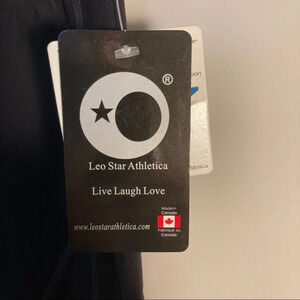 ®
Leo Star Athletica
Live Laugh Love
Made in
Canada
Fabriqué au
Canada
www.leostarathletica.com